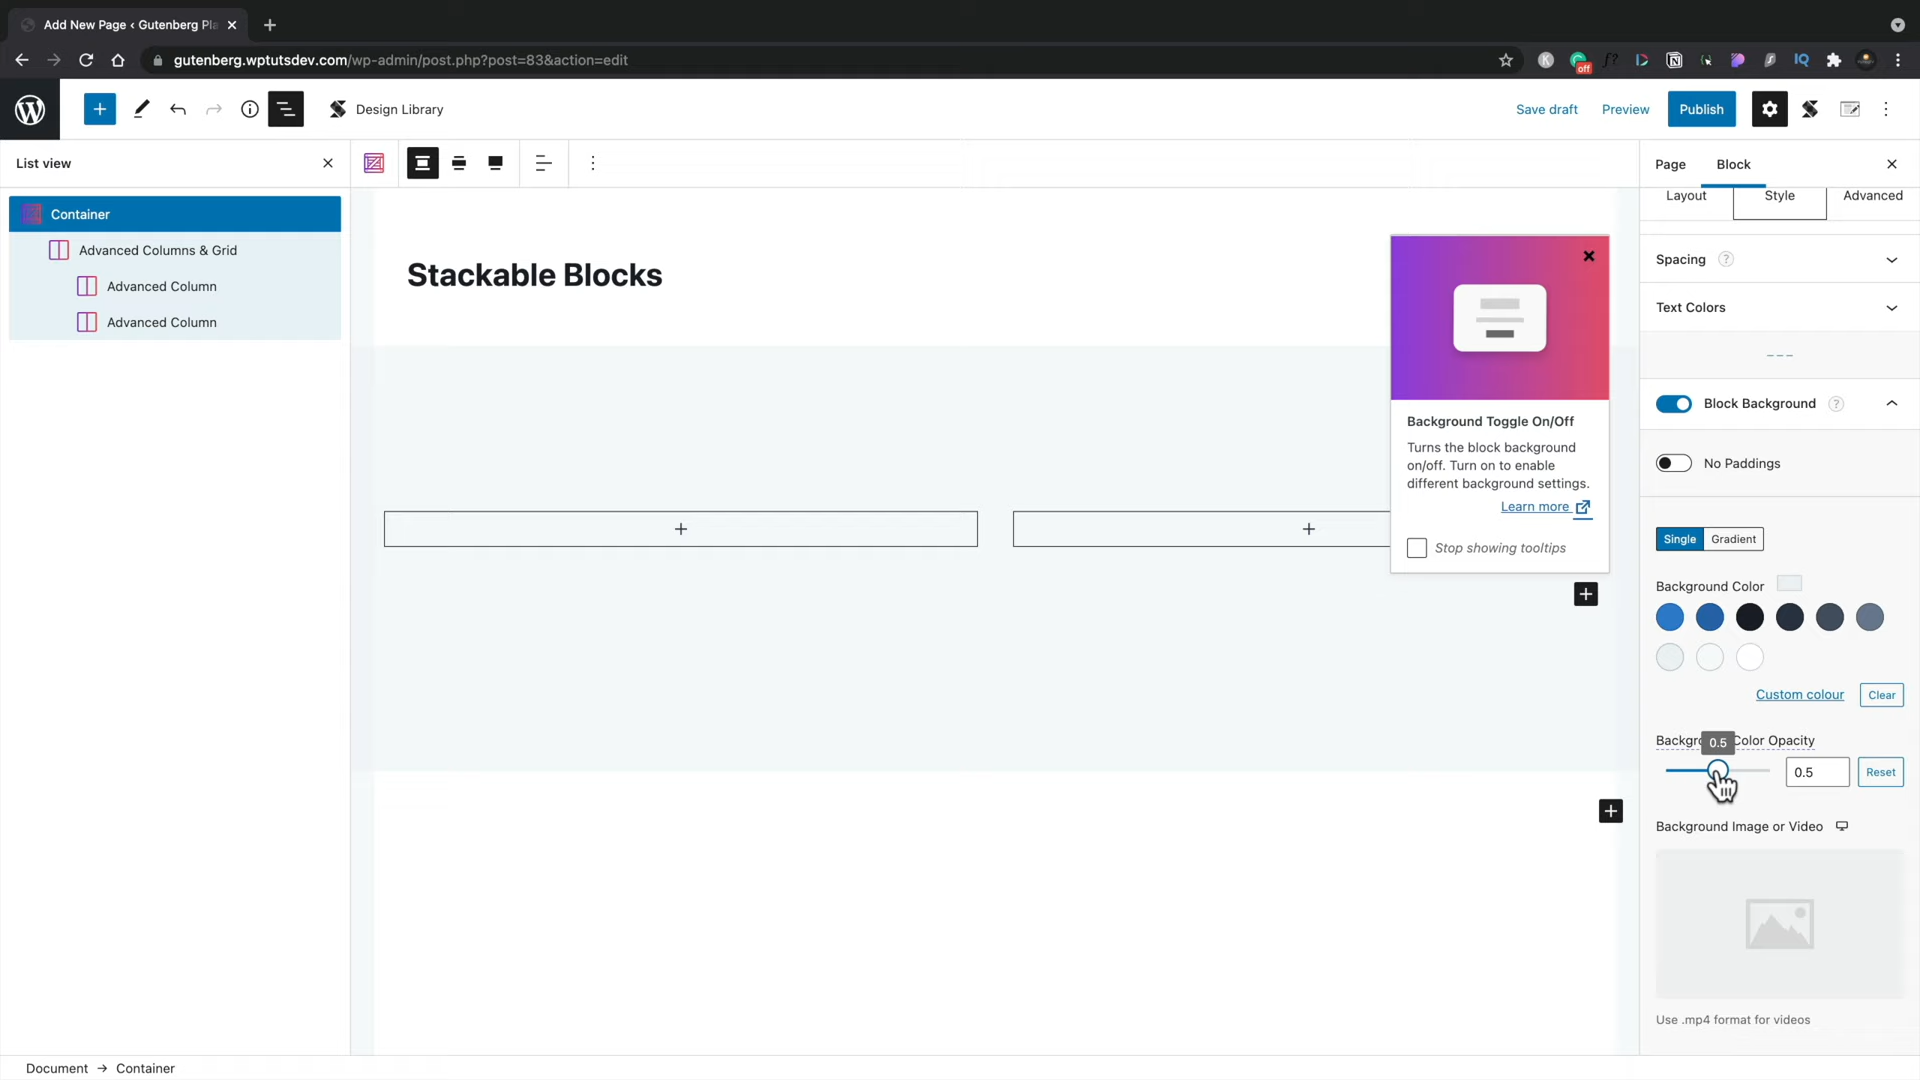 Add New Page ‹ Gutenberg Pla
gutenberg.wptutsdev.com/wp-admin/post.php?post=83&action=edit
off
Design Library
Save draft
Preview
Publish
List view
Page
Block
Container
Advanced Columns & Grid
Advanced Column
Advanced Column
Stackable Blocks
Background Toggle On/Off
Turns the block background
on/off. Turn on to enable
different background settings.
Learn more
Stop showing tooltips
Layout
Style
Advanced
Spacing ?
Text Colors
Block Background ?
No Paddings
Single
Gradient
Background Color
Custom colour
Clear
0.5
Color Opacity
0.5
Reset
Background Image or Video
Use .mp4 format for videos
Document → Container